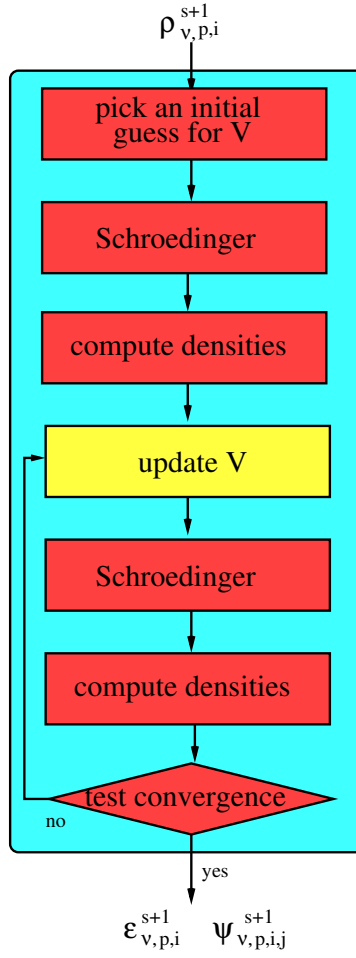 ρ^{s+1}_{ν,p,i}
pick an initial
guess for V
Schroedinger
compute densities
update V
Schroedinger
compute densities
test convergence
no
yes
ε^{s+1}_{ν,p,i} ψ^{s+1}_{ν,p,i,j}